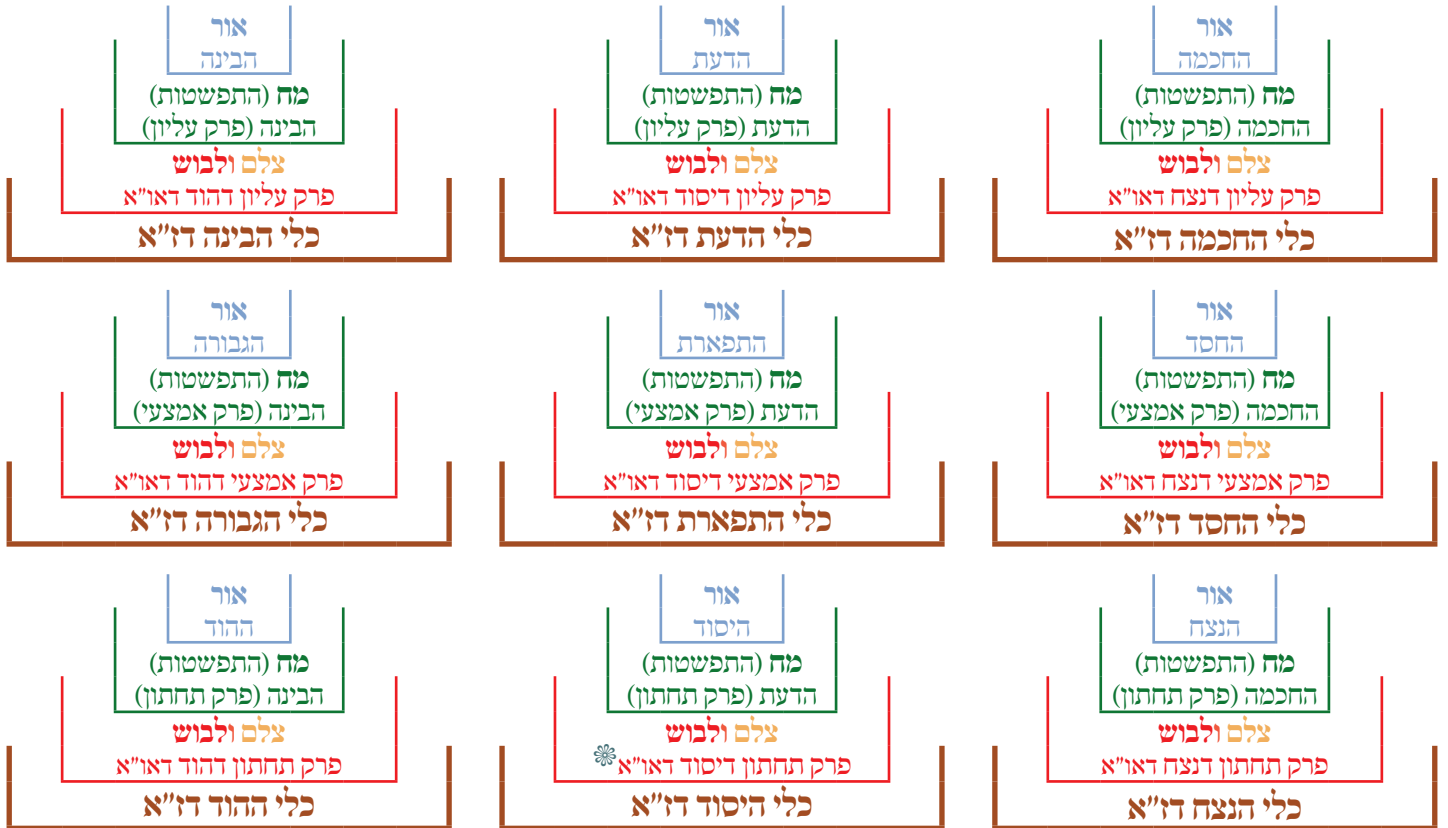 אור
החכמה
מח (התפשטות)
החכמה (פרק עליון)
צלם ולבוש
פרק עליון דנצח דאו״א
כלי החכמה דז״א
אור
הדעת
מח (התפשטות)
הדעת (פרק עליון)
צלם ולבוש
פרק עליון דיסוד דאו״א
כלי הדעת דז״א
אור
הבינה
מח (התפשטות)
הבינה (פרק עליון)
צלם ולבוש
פרק עליון דהוד דאו״א
כלי הבינה דז״א
אור
החסד
מח (התפשטות)
החכמה (פרק אמצעי)
צלם ולבוש
פרק אמצעי דנצח דאו״א
כלי החסד דז״א
אור
התפארת
מח (התפשטות)
הדעת (פרק אמצעי)
צלם ולבוש
פרק אמצעי דיסוד דאו״א
כלי התפארת דז״א
אור
הגבורה
מח (התפשטות)
הבינה (פרק אמצעי)
צלם ולבוש
פרק אמצעי דהוד דאו״א
כלי הגבורה דז״א
אור
הנצח
מח (התפשטות)
החכמה (פרק תחתון)
צלם ולבוש
פרק תחתון דנצח דאו״א
כלי הנצח דז״א
אור
היסוד
מח (התפשטות)
הדעת (פרק תחתון)
צלם ולבוש
פרק תחתון דיסוד דאו״א
כלי היסוד דז״א
אור
ההוד
מח (התפשטות)
הבינה (פרק תחתון)
צלם ולבוש
פרק תחתון דהוד דאו״א
כלי ההוד דז״א